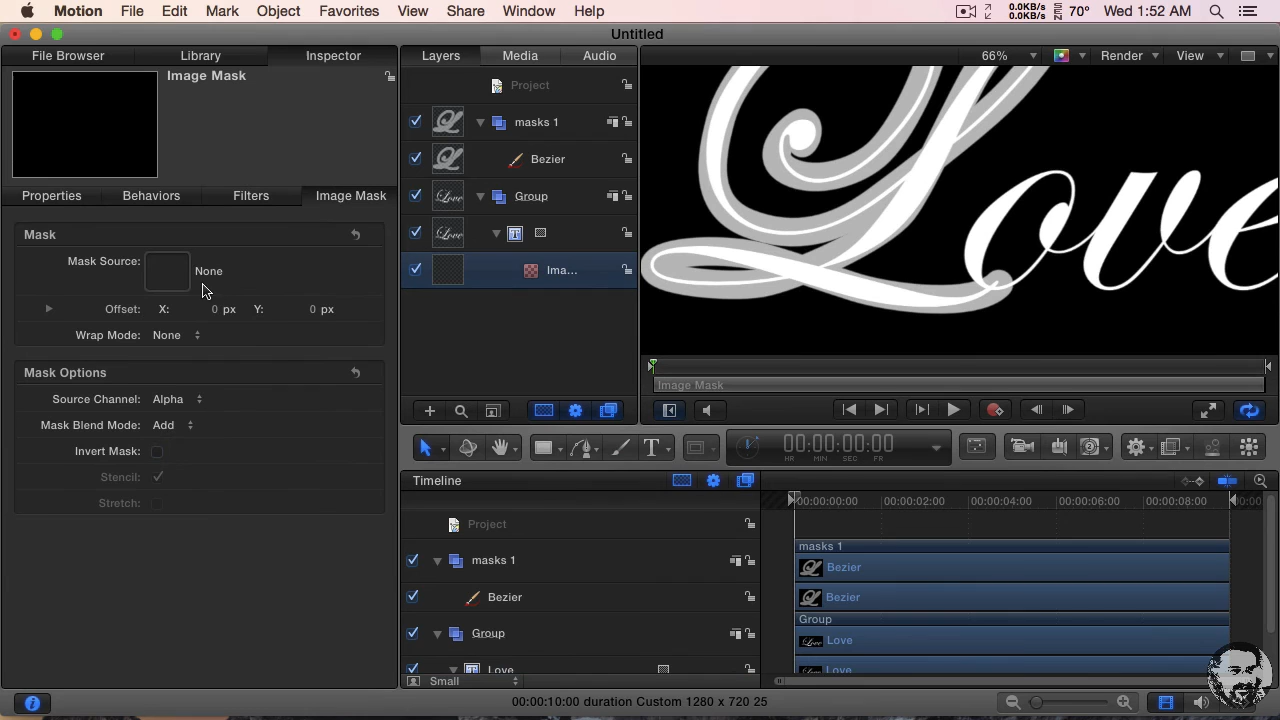 Motion File Edit Mark Object Favorites View Share Window Help 0.0KB/s 0.0KB/s 70° Wed 1:52 AM
Untitled
File Browser Library Inspector Layers Media Audio 66% Render View
Image Mask
Project
masks 1
Bezier
Group
T
Ima...
Love
Properties Behaviors Filters Image Mask
Mask
Mask Source: None
Offset: X: 0 px Y: 0 px
Wrap Mode: None
Mask Options
Source Channel: Alpha
Mask Blend Mode: Add
Invert Mask:
Stencil:
Stretch:
Image Mask
T 00:00:00:00
HR MIN SEC FR
Timeline
00:00:00:00 00:00:02:00 00:00:04:00 00:00:06:00 00:00:08:00
Project
masks 1 masks 1
Bezier
Bezier Bezier
Group Group
Love
Love Love
Small
00:00:10:00 duration Custom 1280 x 720 25